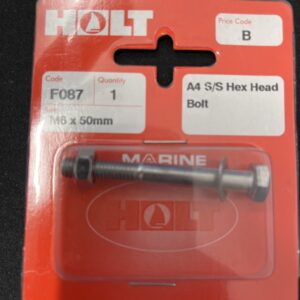 HOLT
Price Code
B
Code
Quantity
F087
1
A4 S/S Hex Head
Bolt
M6 x 50mm
MARINE
HOLT